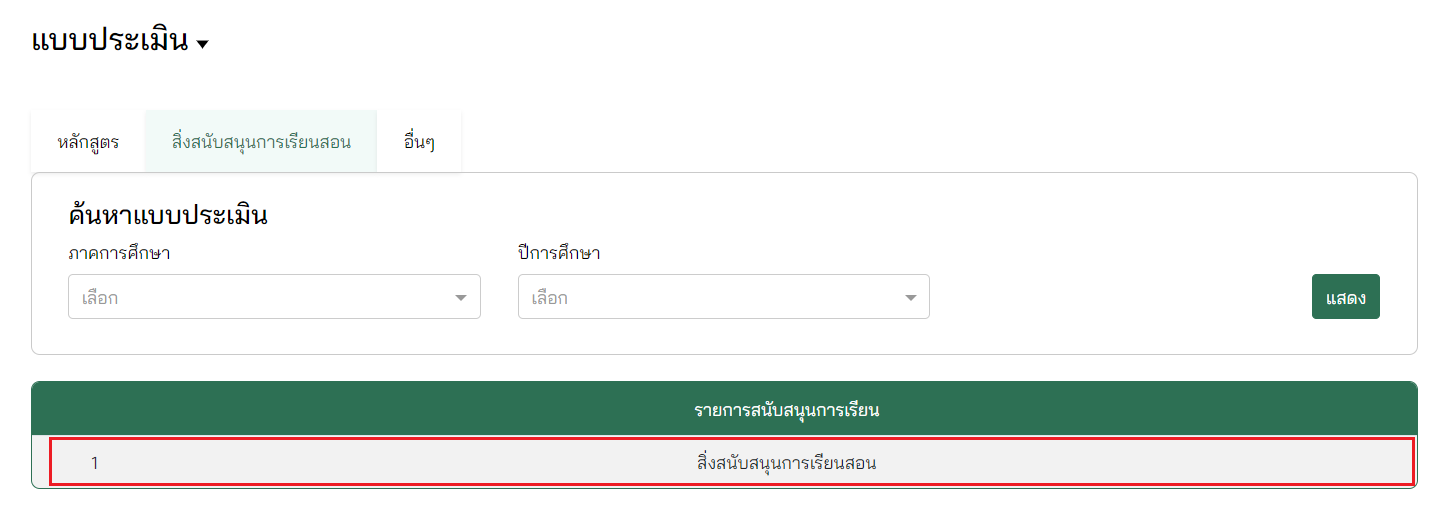 แบบประเมิน
หลักสูตร สิ่งสนับสนุนการเรียนสอน อื่นๆ
ค้นหาแบบประเมิน
ภาคการศึกษา ปีการศึกษา
เลือก เลือก แสดง
รายการสนับสนุนการเรียน
1 สิ่งสนับสนุนการเรียนสอน